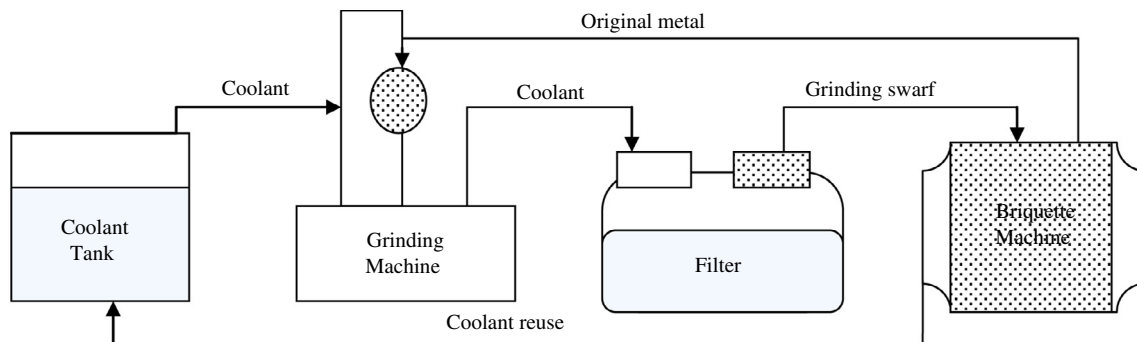 Original metal
Coolant
Coolant
Grinding swarf
Coolant
Tank
Grinding
Machine
Filter
Briquette
Machine
Coolant reuse